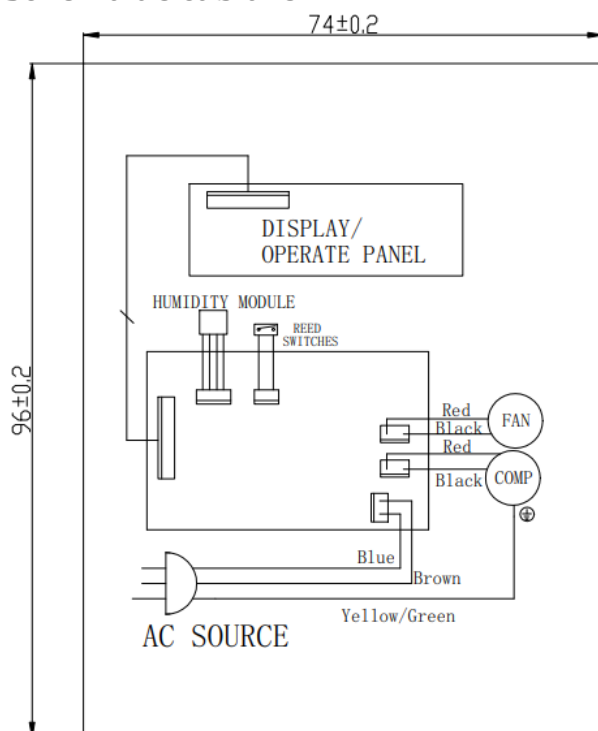 74±0.2
96±0.2
DISPLAY/
OPERATE PANEL
HUMIDITY MODULE
REED
SWITCHES
Red
FAN
Black
Red
COMP
Black
Blue
Brown
Yellow/Green
AC SOURCE